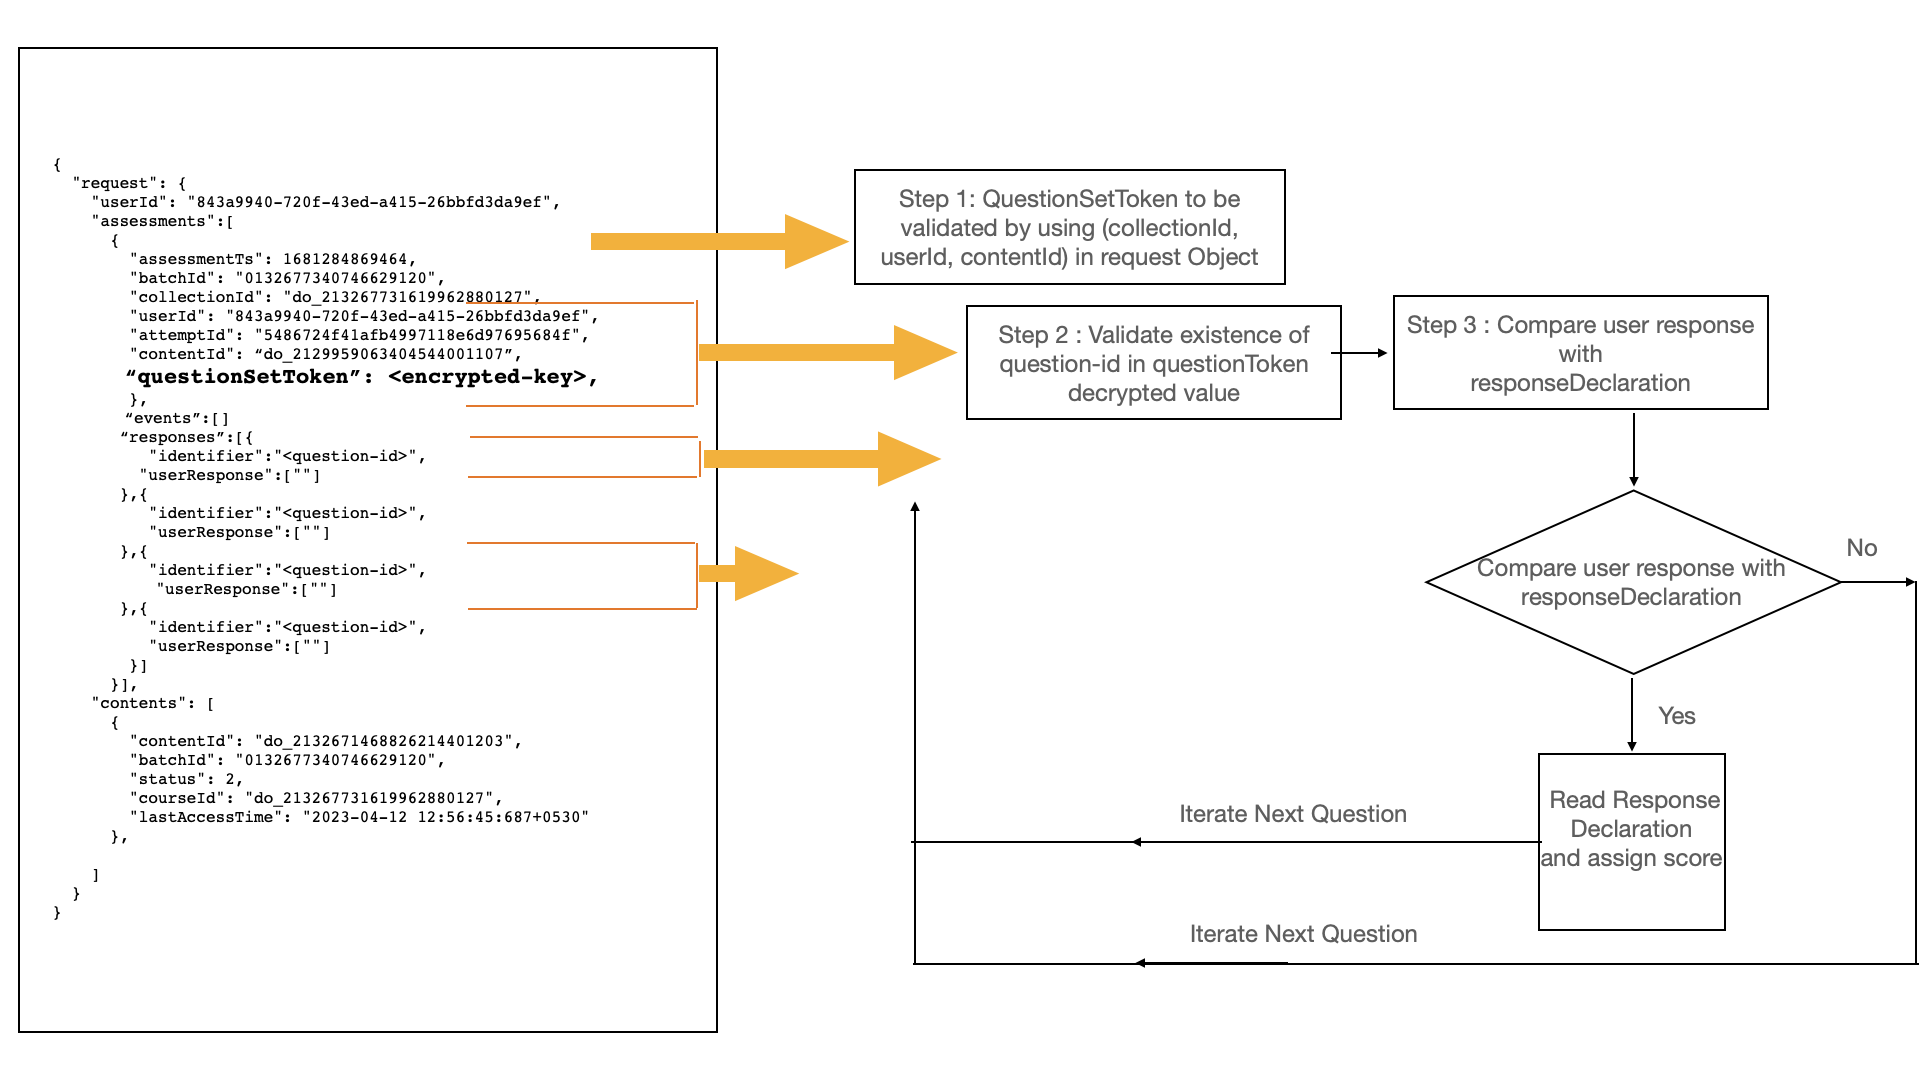 {
"request": {
"userId": "843a9940-720f-43ed-a415-26bbfd3da9ef",
"assessments":[
{
"assessmentTs": 1681284869464,
"batchId": "0132677340746629120",
"collectionId": "do_213267731619962880127",
"userId": "843a9940-720f-43ed-a415-26bbfd3da9ef",
"attemptId": "5486724f41afb4997118e6d97695684f",
"contentId": “do_2129959063404544001107”,
“questionSetToken”: <encrypted-key>,
},
“events”:[]
“responses”:[{
"identifier":"<question-id>",
"userResponse":[""]
},{
"identifier":"<question-id>",
"userResponse":[""]
},{
"identifier":"<question-id>",
"userResponse":[""]
},{
"identifier":"<question-id>",
"userResponse":[""]
}]
}],
"contents": [
{
"contentId": "do_2132671468826214401203",
"batchId": "0132677340746629120",
"status": 2,
"courseId": "do_213267731619962880127",
"lastAccessTime": "2023-04-12 12:56:45:687+0530"
},
]
}
}
Step 1: QuestionSetToken to be
validated by using (collectionId,
userId, contentId) in request Object
Step 2 : Validate existence of
question-id in questionToken
decrypted value
Step 3 : Compare user response
with
responseDeclaration
Compare user response with
responseDeclaration
No
Yes
Read Response
Declaration
and assign score
Iterate Next Question
Iterate Next Question